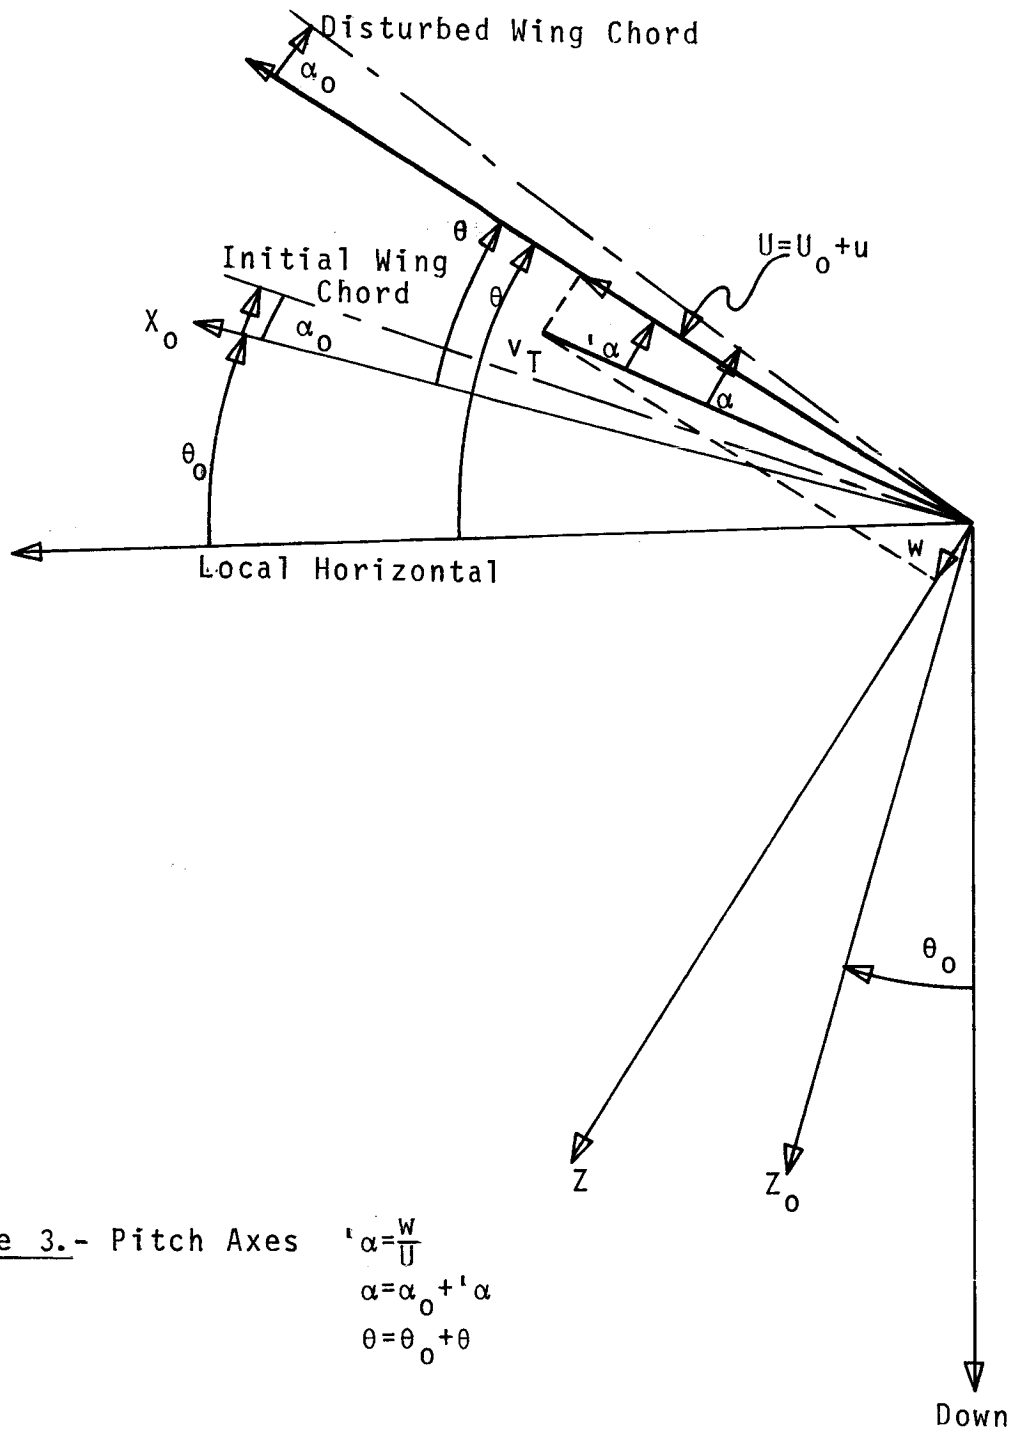 Disturbed Wing Chord
α₀
θ
U=U₀+u
Initial Wing
Chord
θ
X₀
α₀
v_T
'α
α
θ₀
w
Local Horizontal
θ₀
Z
Z₀
e 3.- Pitch Axes 'α=w/U
α=α₀+'α
θ=θ₀+θ
Down